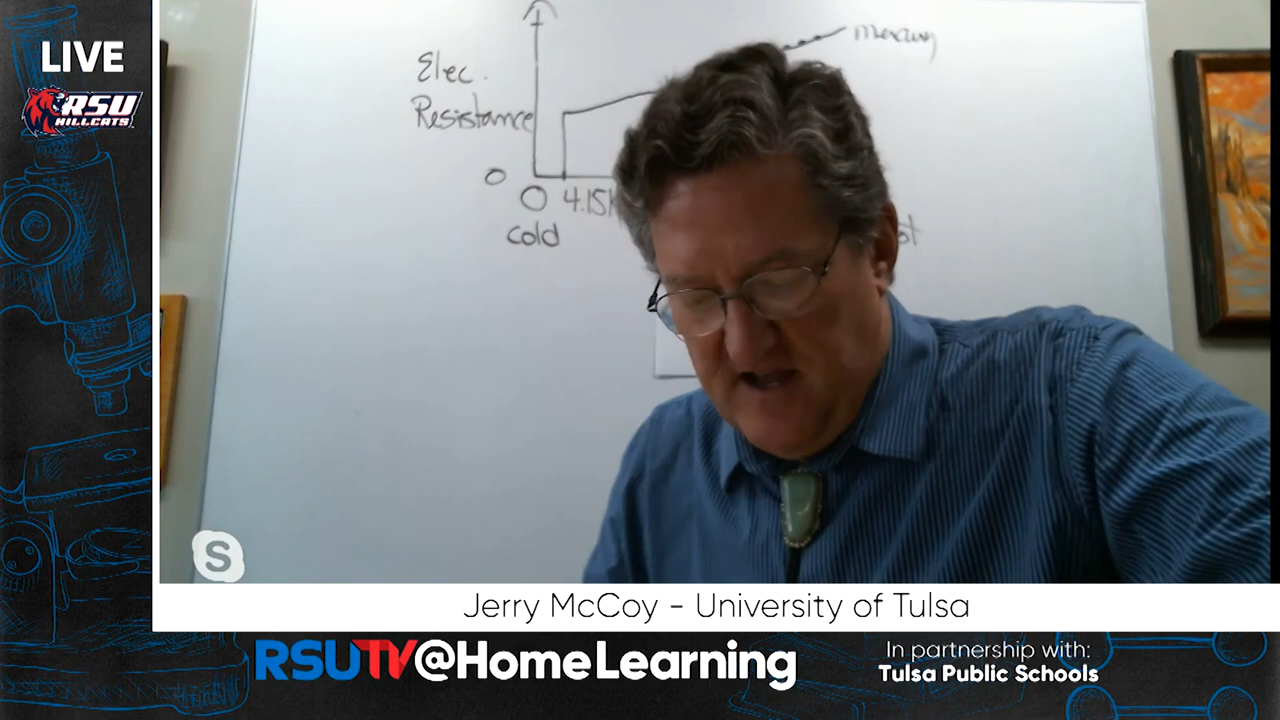 LIVE
RSU
HILLCATS
Elec.
Resistance
mercury
0
0
4.15K
cold
S
Jerry McCoy - University of Tulsa
RSUTV@HomeLearning
In partnership with:
Tulsa Public Schools